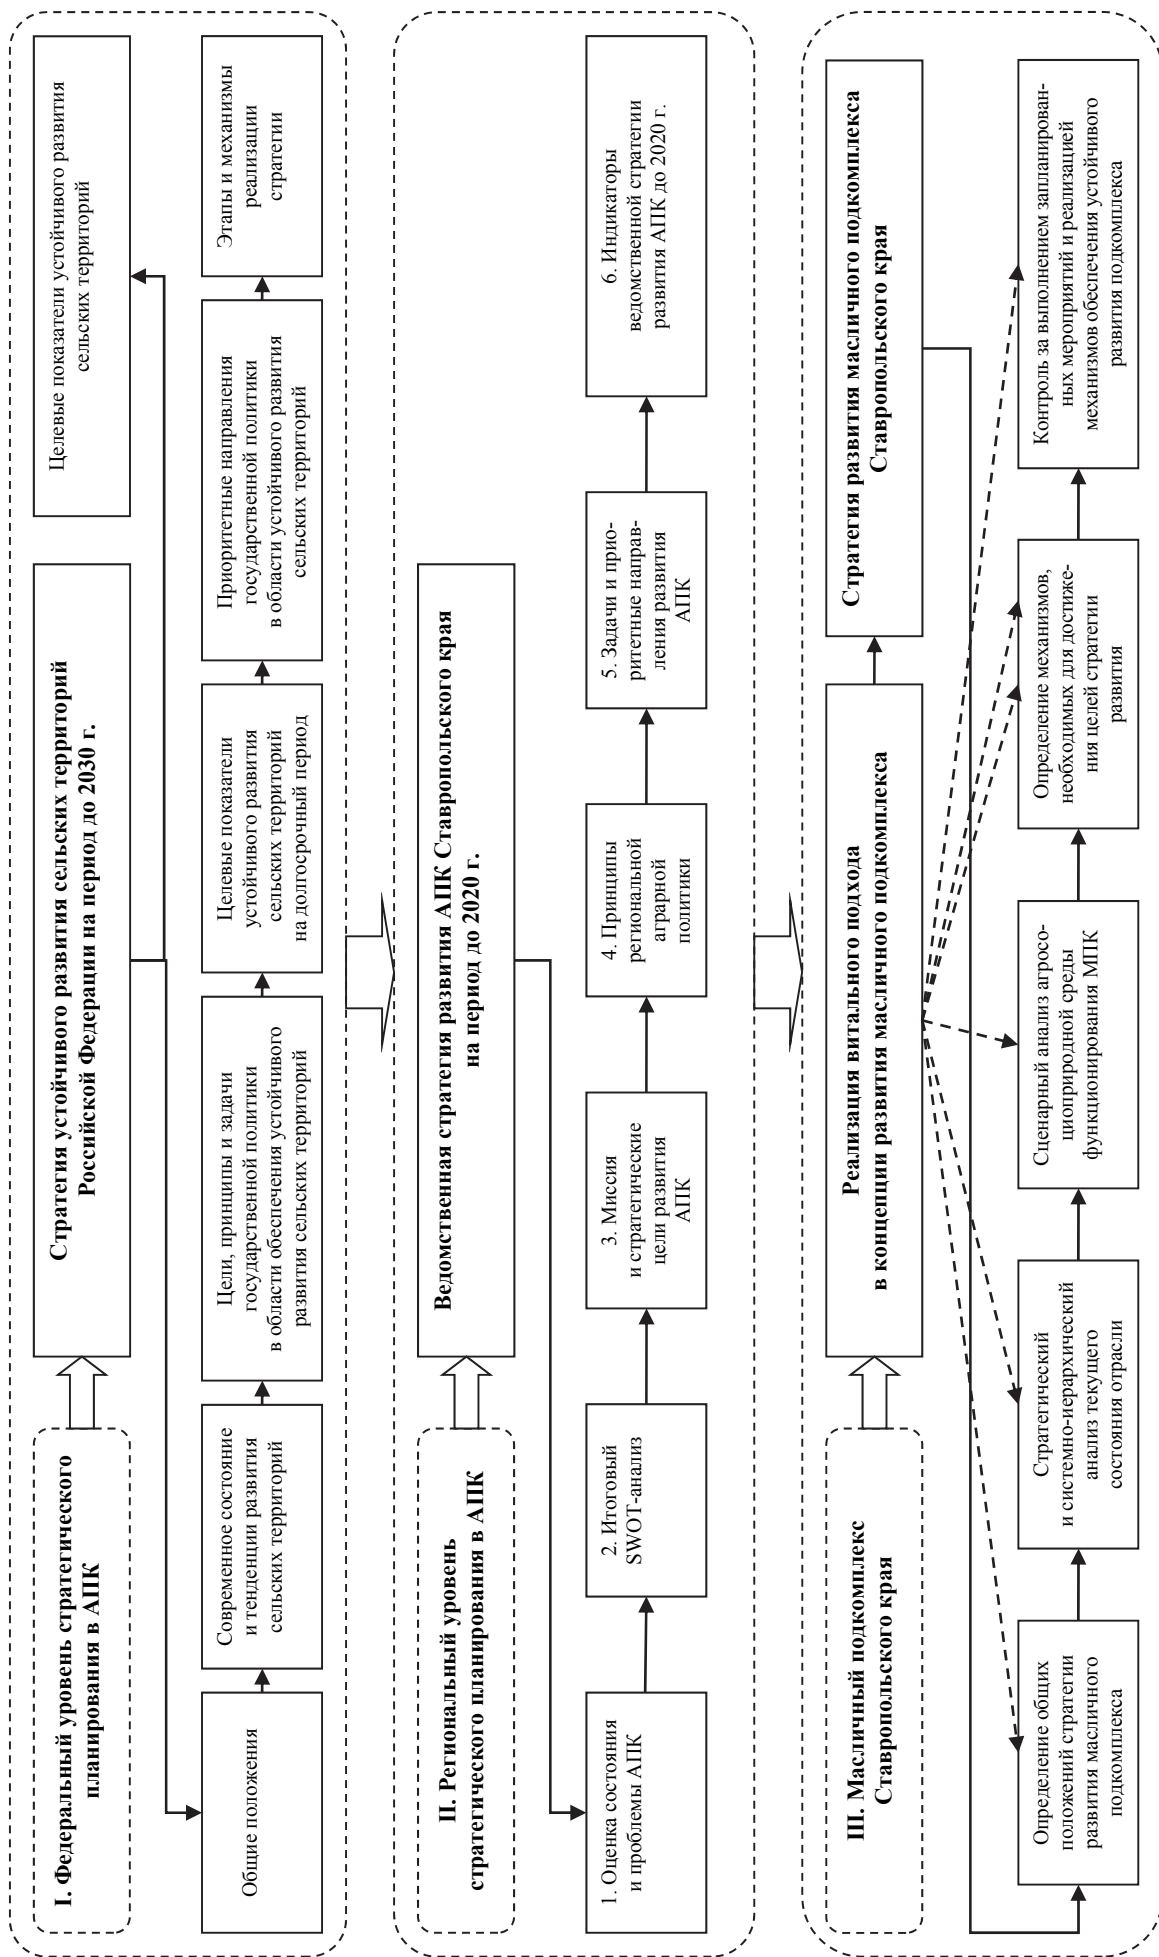 I. Федеральный уровень стратегического
планирования в АПК
Стратегия устойчивого развития сельских территорий
Российской Федерации на период до 2030 г.
Целевые показатели устойчивого развития
сельских территорий
Общие положения
Современное состояние
и тенденции развития
сельских территорий
Цели, принципы и задачи
государственной политики
в области обеспечения устойчивого
развития сельских территорий
Целевые показатели
устойчивого развития
сельских территорий
на долгосрочный период
Приоритетные направления
государственной политики
в области устойчивого развития
сельских территорий
Этапы и механизмы
реализации
стратегии
II. Региональный уровень
стратегического планирования в АПК
Ведомственная стратегия развития АПК Ставропольского края
на период до 2020 г.
1. Оценка состояния
и проблемы АПК
2. Итоговый
SWOT-анализ
3. Миссия
и стратегические
цели развития
АПК
4. Принципы
региональной
аграрной
политики
5. Задачи и прио-
ритетные направ-
ления развития
АПК
6. Индикаторы
ведомственной стратегии
развития АПК до 2020 г.
III. Масличный подкомплекс
Ставропольского края
Реализация витального подхода
в концепции развития масличного подкомплекса
Стратегия развития масличного подкомплекса
Ставропольского края
Определение общих
положений стратегии
развития масличного
подкомплекса
Стратегический
и системно-иерархический
анализ текущего
состояния отрасли
Сценарный анализ агросо-
циоприродной среды
функционирования МПК
Определение механизмов,
необходимых для достиже-
ния целей стратегии
развития
Контроль за выполнением запланирован-
ных мероприятий и реализацией
механизмов обеспечения устойчивого
развития подкомплекса